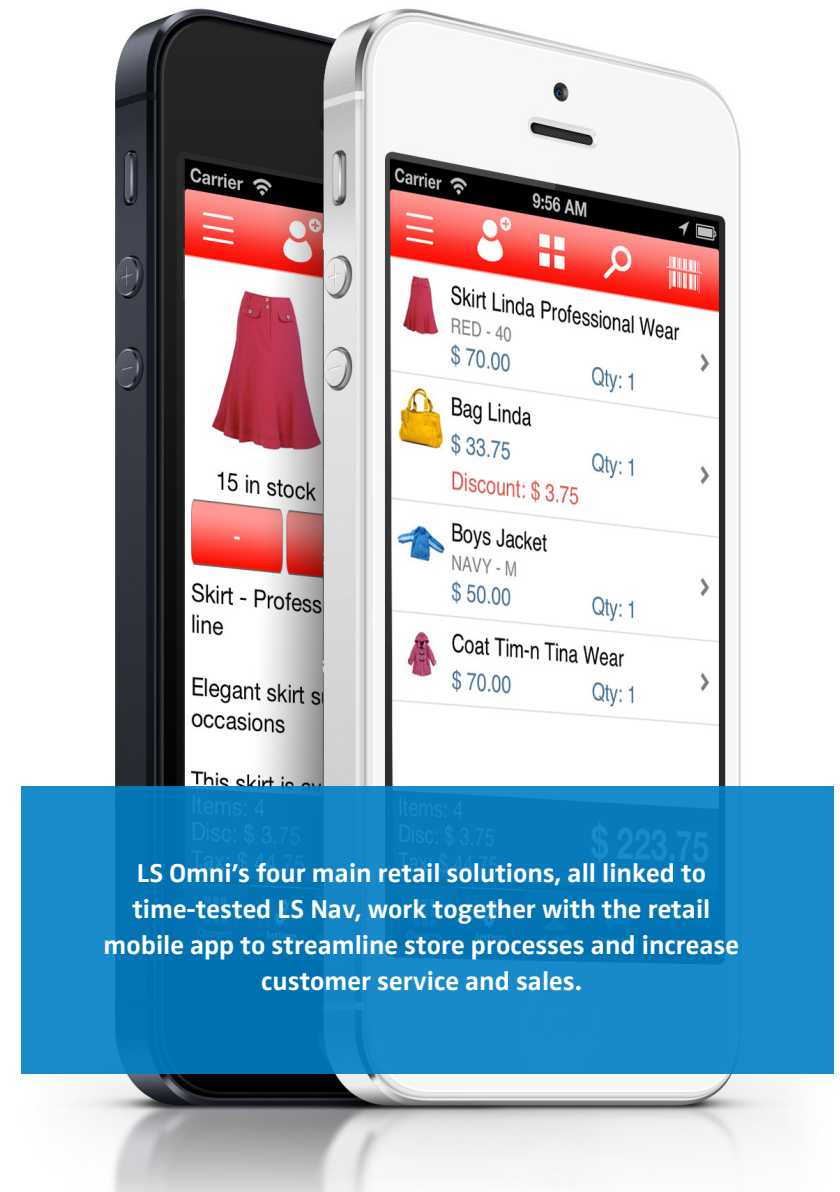 Carrier
15 in stock
-
Skirt - Profess
line
Elegant skirt s
occasions
This skirt is av
Items: 4
Disc: $ 3.75
Carrier
9:56 AM
Skirt Linda Professional Wear
RED - 40
$ 70.00 Qty: 1
Bag Linda
$ 33.75 Qty: 1
Discount: $ 3.75
Boys Jacket
NAVY - M
$ 50.00 Qty: 1
Coat Tim-n Tina Wear
$ 70.00 Qty: 1
Items: 4
Disc: $ 3.75
$ 223.75
LS Omni’s four main retail solutions, all linked to
time-tested LS Nav, work together with the retail
mobile app to streamline store processes and increase
customer service and sales.